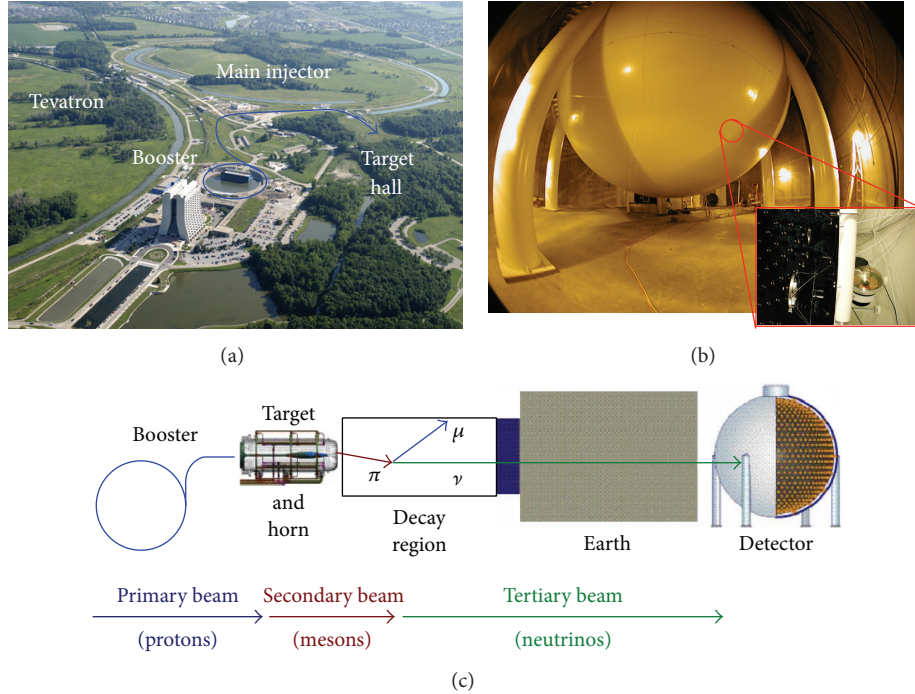 Main injector
Tevatron
Booster
Target
hall
(a)
(b)
Target
Booster
μ
π
ν
and
horn
Decay
region
Earth
Detector
Primary beam
Secondary beam
Tertiary beam
(protons)
(mesons)
(neutrinos)
(c)